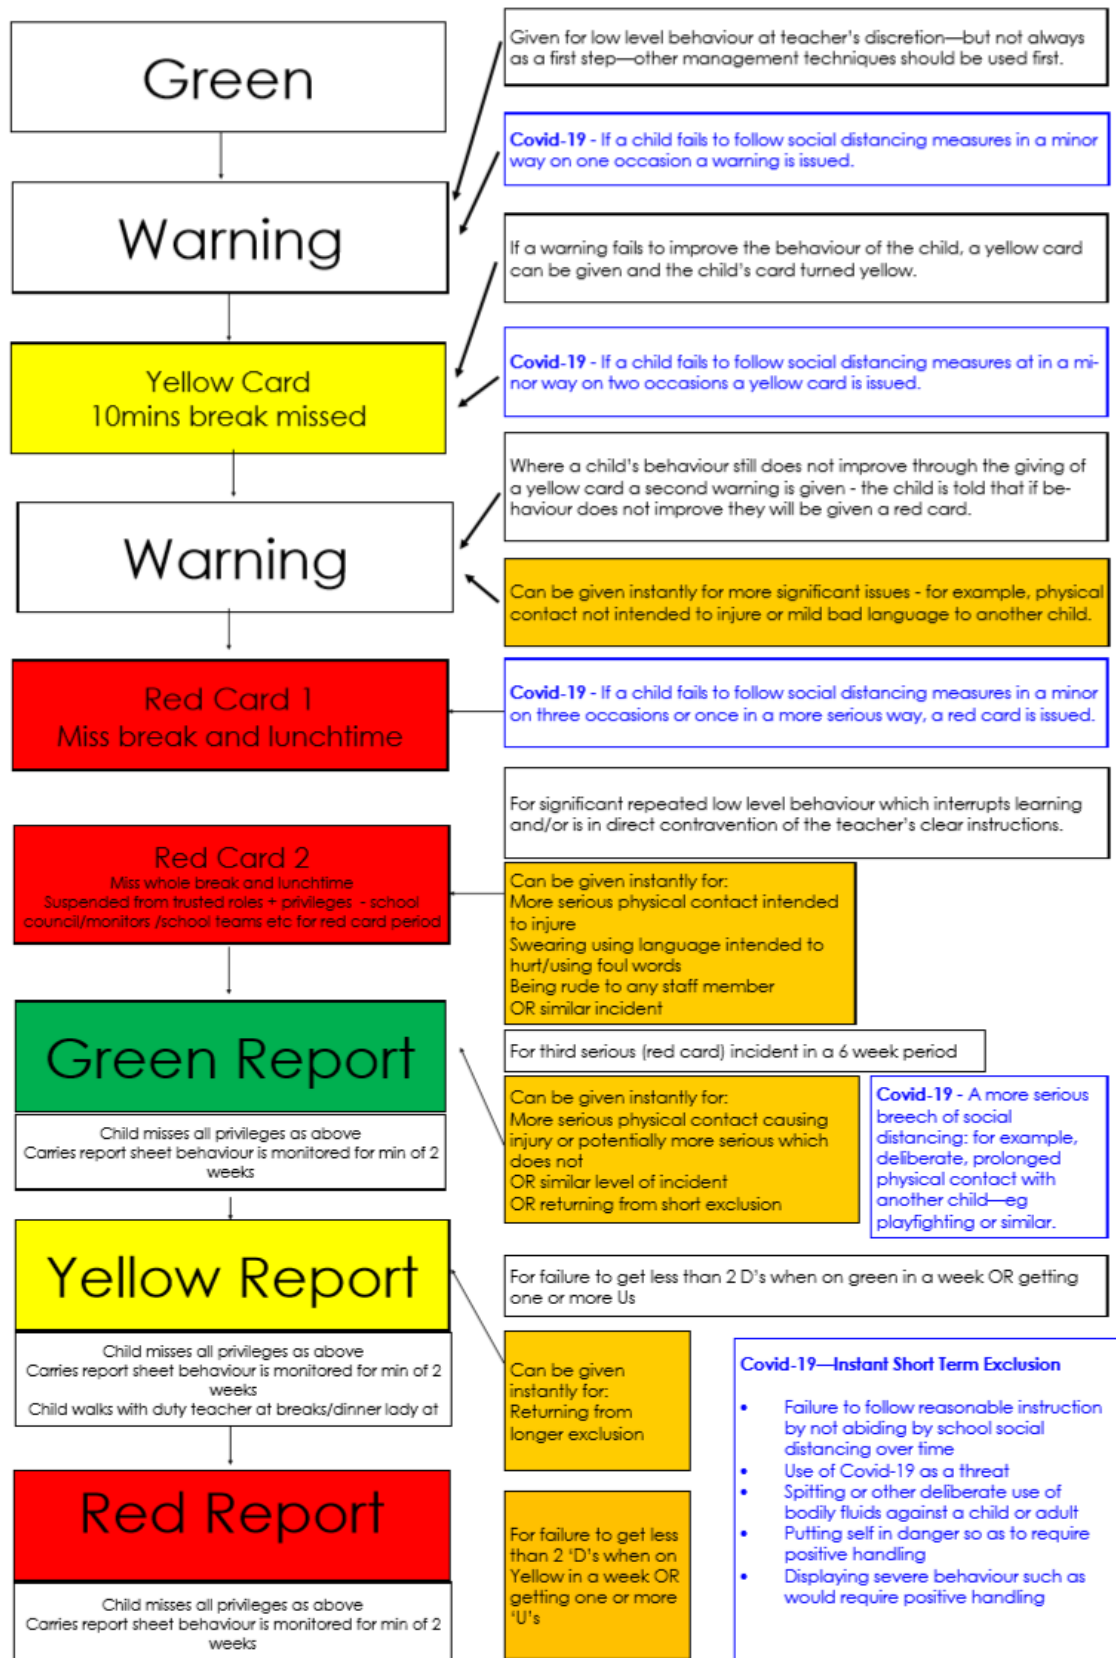 Green
Given for low level behaviour at teacher's discretion—but not always
as a first step—other management techniques should be used first.
Covid-19 - If a child fails to follow social distancing measures in a minor
way on one occasion a warning is issued.
Warning
If a warning fails to improve the behaviour of the child, a yellow card
can be given and the child's card turned yellow.
Yellow Card
10mins break missed
Covid-19 - If a child fails to follow social distancing measures at in a mi-
nor way on two occasions a yellow card is issued.
Where a child's behaviour still does not improve through the giving of
a yellow card a second warning is given - the child is told that if be-
haviour does not improve they will be given a red card.
Warning
Can be given instantly for more significant issues - for example, physical
contact not intended to injure or mild bad language to another child.
Red Card 1
Miss break and lunchtime
Covid-19 - If a child fails to follow social distancing measures in a minor
on three occasions or once in a more serious way, a red card is issued.
For significant repeated low level behaviour which interrupts learning
and/or is in direct contravention of the teacher's clear instructions.
Red Card 2
Miss whole break and lunchtime
Suspended from trusted roles + privileges - school
council/monitors /school teams etc for red card period
Can be given instantly for:
More serious physical contact intended
to injure
Swearing using language intended to
hurt/using foul words
Being rude to any staff member
OR similar incident
Green Report
Child misses all privileges as above
Carries report sheet behaviour is monitored for min of 2
weeks
For third serious (red card) incident in a 6 week period
Can be given instantly for:
More serious physical contact causing
injury or potentially more serious which
does not
OR similar level of incident
OR returning from short exclusion
Covid-19 - A more serious
breech of social
distancing: for example,
deliberate, prolonged
physical contact with
another child—eg
playfighting or similar.
Yellow Report
Child misses all privileges as above
Carries report sheet behaviour is monitored for min of 2
weeks
Child walks with duty teacher at breaks/dinner lady at
For failure to get less than 2 D's when on green in a week OR getting
one or more Us
Can be given
instantly for:
Returning from
longer exclusion
Covid-19—Instant Short Term Exclusion
• Failure to follow reasonable instruction
by not abiding by school social
distancing over time
• Use of Covid-19 as a threat
• Spitting or other deliberate use of
bodily fluids against a child or adult
• Putting self in danger so as to require
positive handling
• Displaying severe behaviour such as
would require positive handling
Red Report
Child misses all privileges as above
Carries report sheet behaviour is monitored for min of 2
weeks
For failure to get less
than 2 'D's when on
Yellow in a week OR
getting one or more
'U's